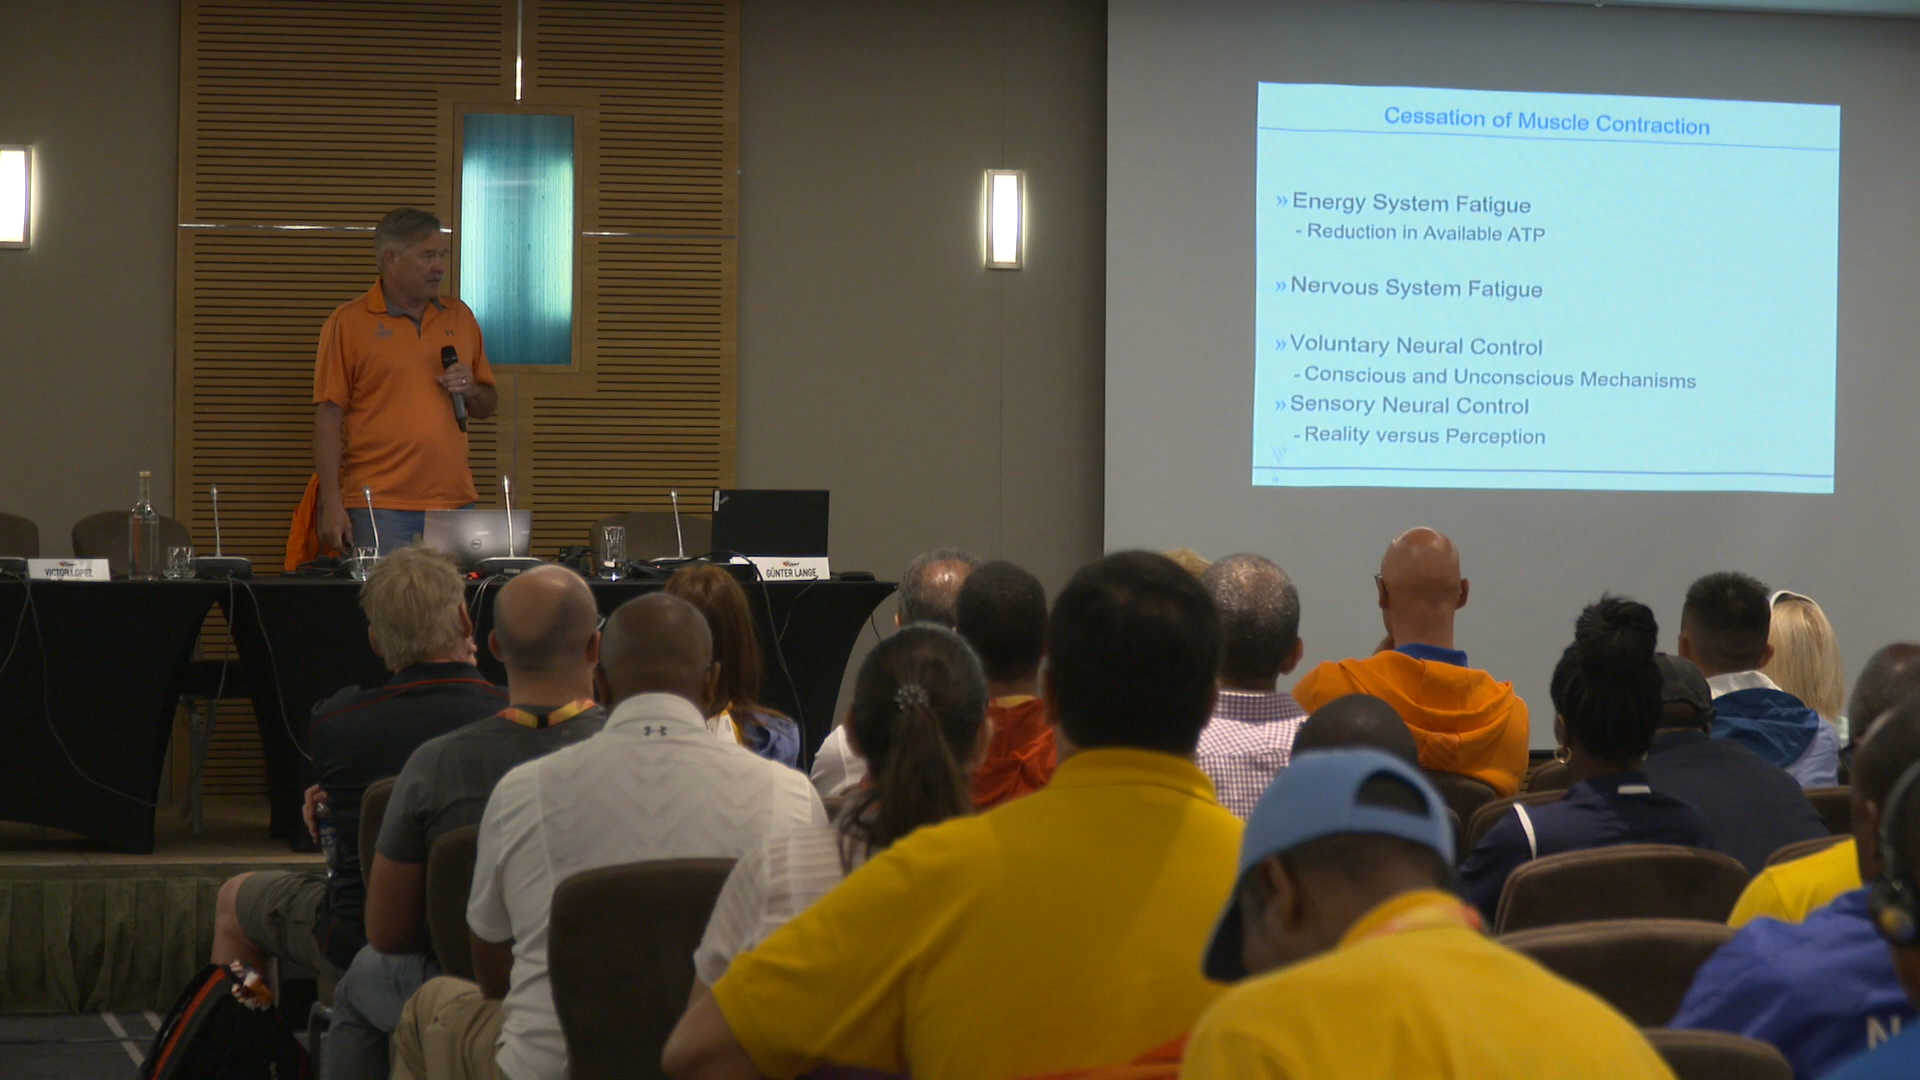 Cessation of Muscle Contraction
» Energy System Fatigue
- Reduction in Available ATP
» Nervous System Fatigue
» Voluntary Neural Control
- Conscious and Unconscious Mechanisms
» Sensory Neural Control
- Reality versus Perception
VICTOR LOPEZ
GÜNTER LANGE
N